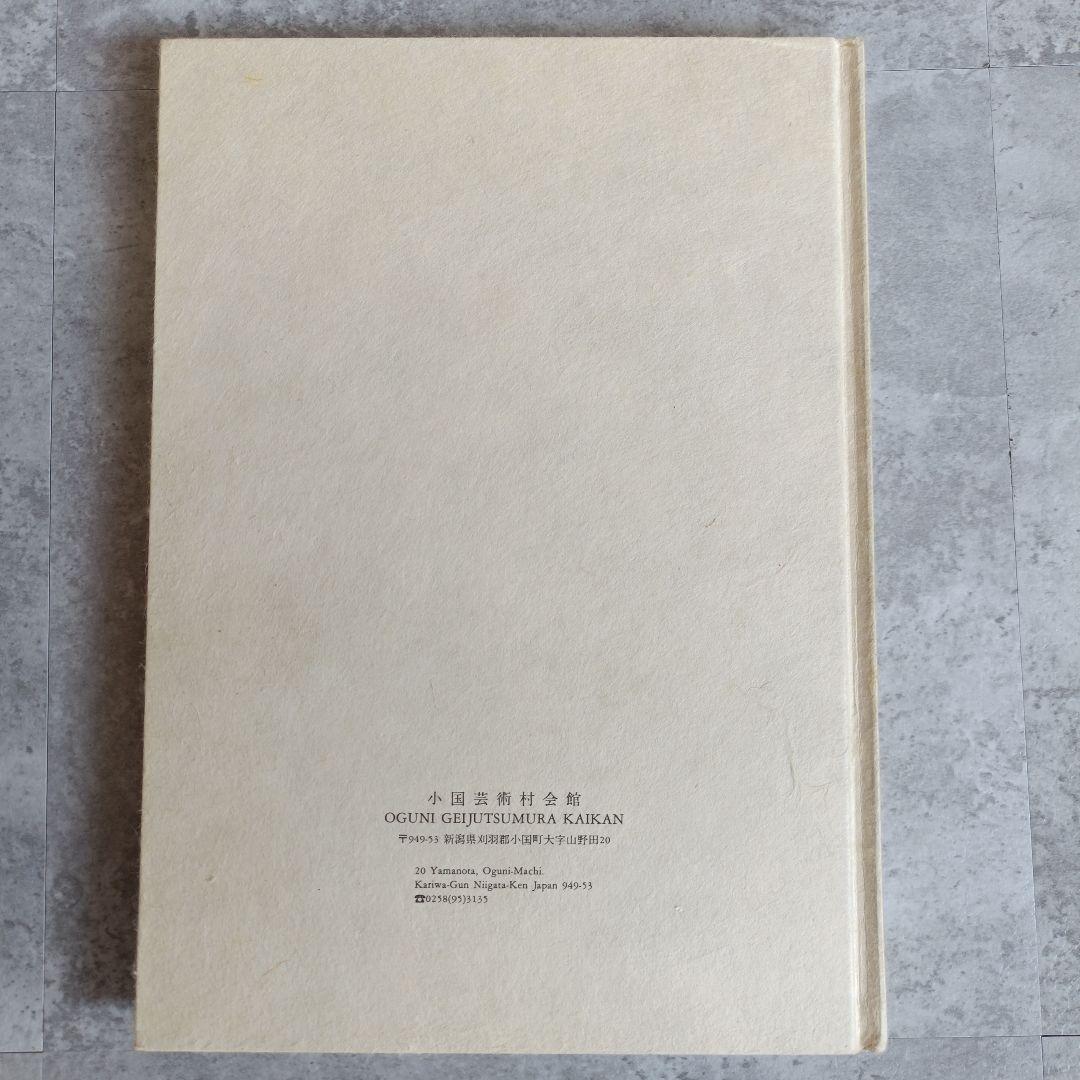 小国芸術村会館
OGUNI GEIJUTSUMURA KAIKAN
〒949-53 新潟県刈羽郡小国町大字山野田20
20 Yamanota, Oguni-Machi.
Kariwa-Gun Niigata-Ken Japan 949-53
☎0258(95)3135